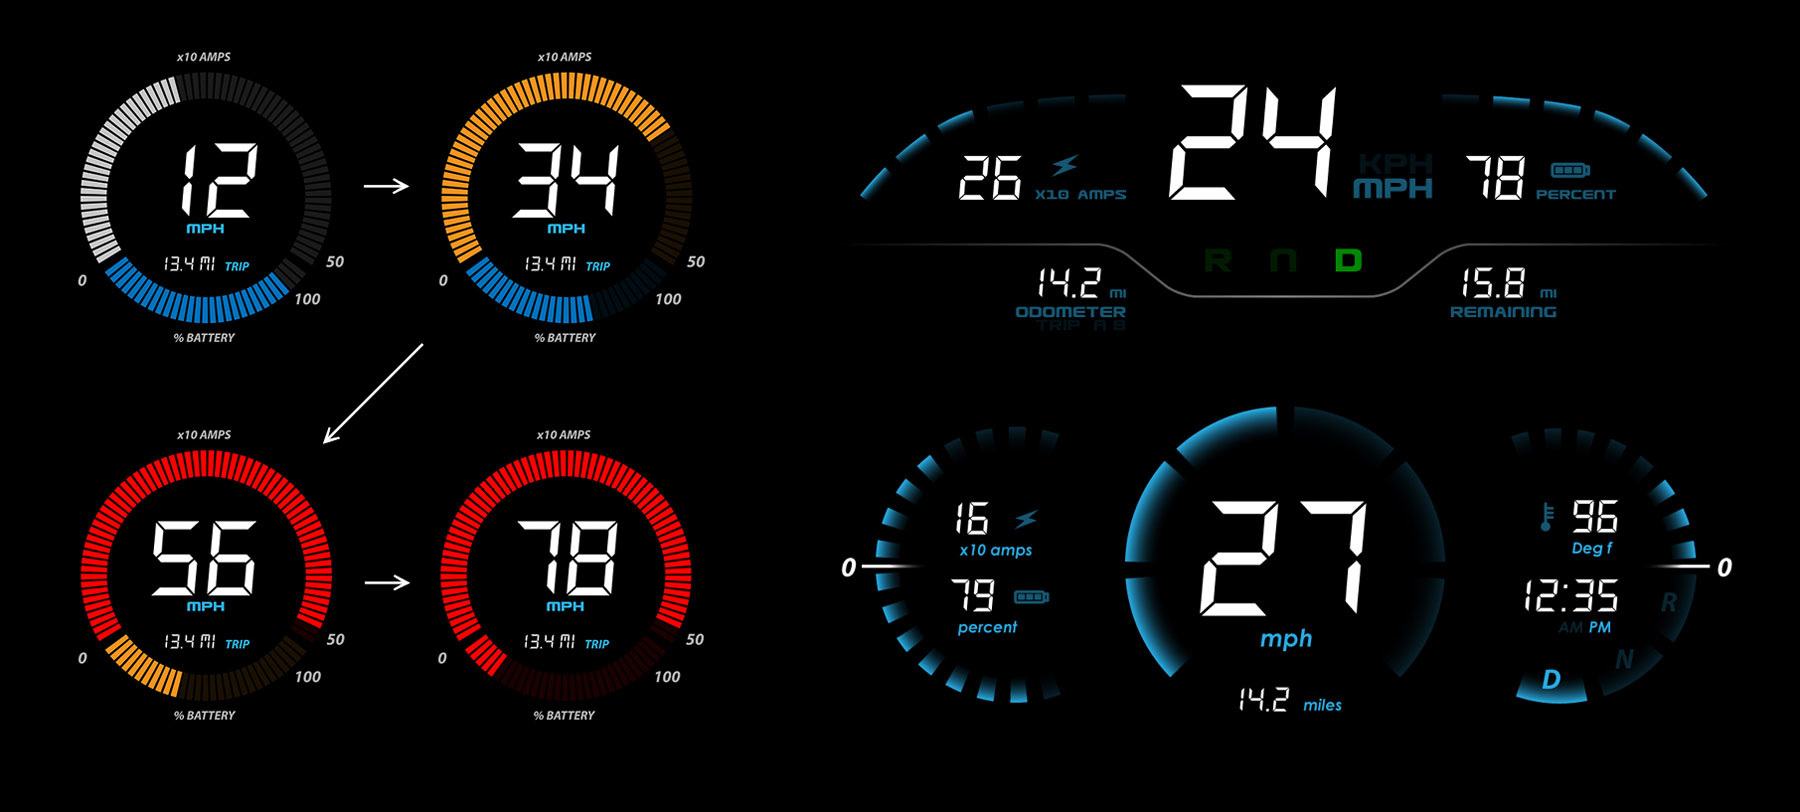 x10 AMPS
12
MPH
13.4 MI TRIP
0
50
100
% BATTERY
x10 AMPS
34
MPH
13.4 MI TRIP
0
50
100
% BATTERY
x10 AMPS
56
MPH
13.4 MI TRIP
0
50
100
% BATTERY
x10 AMPS
78
MPH
13.4 MI TRIP
0
50
100
% BATTERY
24
KPH
MPH
26
X10 AMPS
78
PERCENT
R N D
14.2 MI
ODOMETER
TRIP A B
15.8 MI
REMAINING
0
16
x10 amps
79
percent
27
mph
14.2 miles
96
Deg f
0
12:35
AM PM
R
N
D